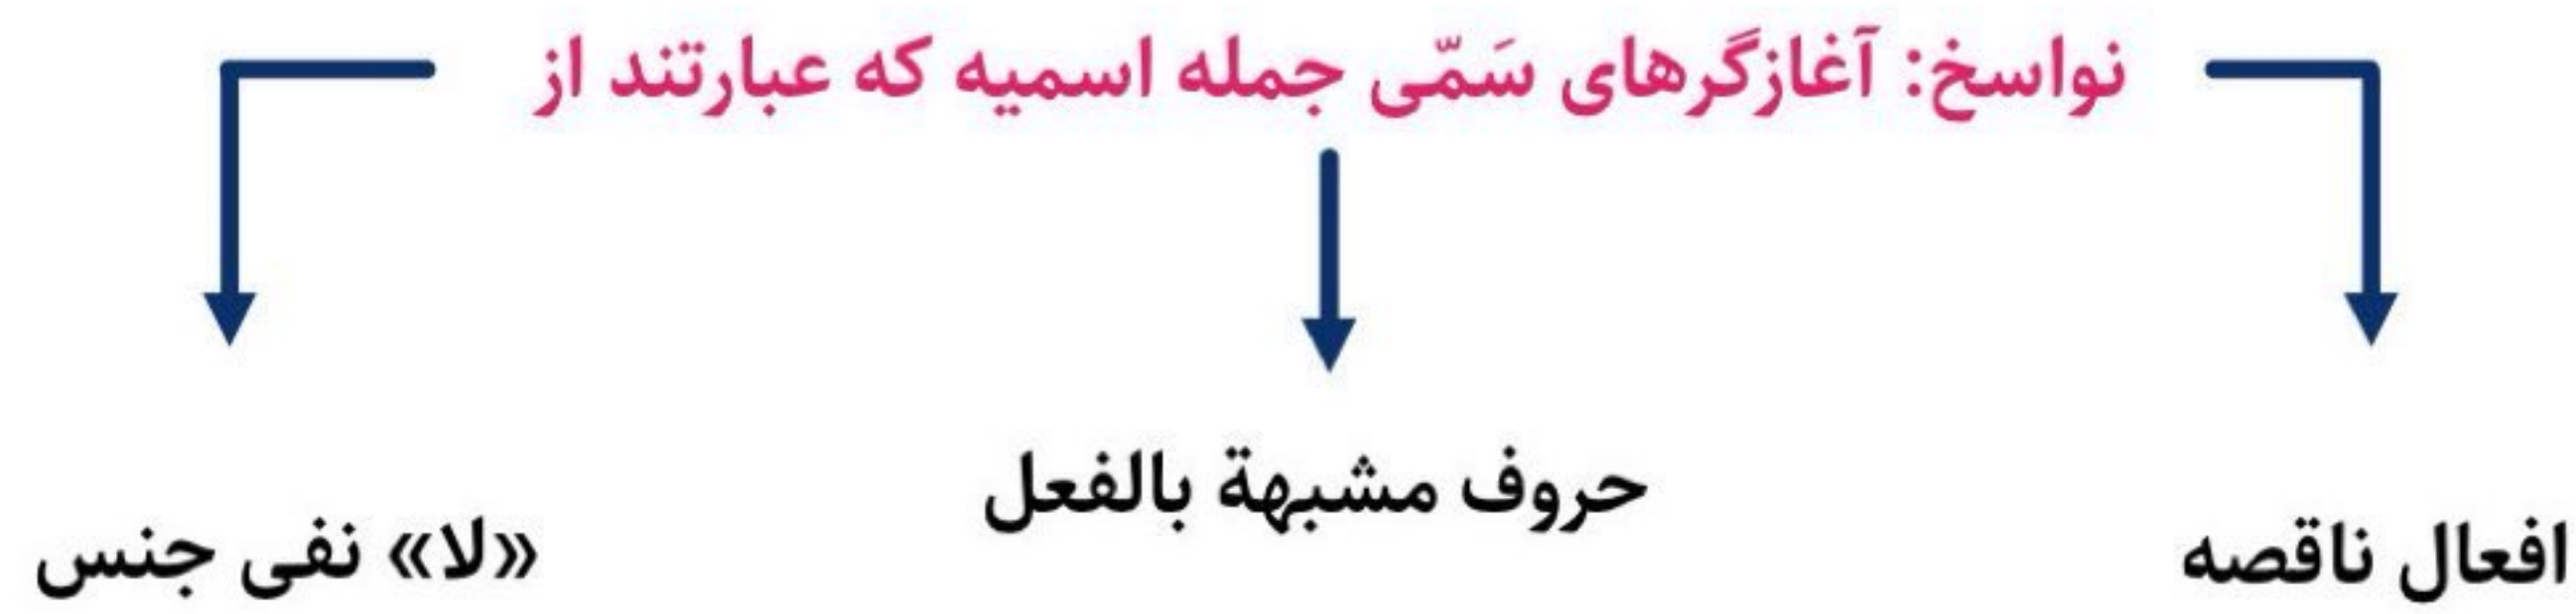 نواسخ: آغازگرهای سَمّی جمله اسمیه که عبارتند از
افعال ناقصه
حروف مشبهة بالفعل
«لا» نفی جنس